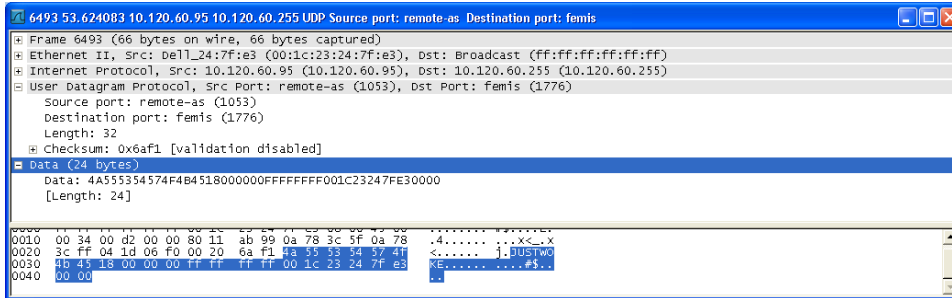 6493 53.624083 10.120.60.95 10.120.60.255 UDP Source port: remote-as Destination port: femis
Frame 6493 (66 bytes on wire, 66 bytes captured)
Ethernet II, Src: Dell_24:7f:e3 (00:1c:23:24:7f:e3), Dst: Broadcast (ff:ff:ff:ff:ff:ff)
Internet Protocol, Src: 10.120.60.95 (10.120.60.95), Dst: 10.120.60.255 (10.120.60.255)
User Datagram Protocol, Src Port: remote-as (1053), Dst Port: femis (1776)
Source port: remote-as (1053)
Destination port: femis (1776)
Length: 32
Checksum: 0x6af1 [validation disabled]
Data (24 bytes)
Data: 4A555354574F4B4518000000FFFFFFFF001C23247FE30000
[Length: 24]
0010 00 34 00 d2 00 00 80 11 ab 99 0a 78 3c 5f 0a 78 .4...... ...x<_.x
0020 3c ff 04 1d 06 f0 00 20 6a f1 4a 55 53 54 57 4f <...... j.JUSTWO
0030 4b 45 18 00 00 00 ff ff ff ff 00 1c 23 24 7f e3 KE...... ....#$..
0040 00 00 ..